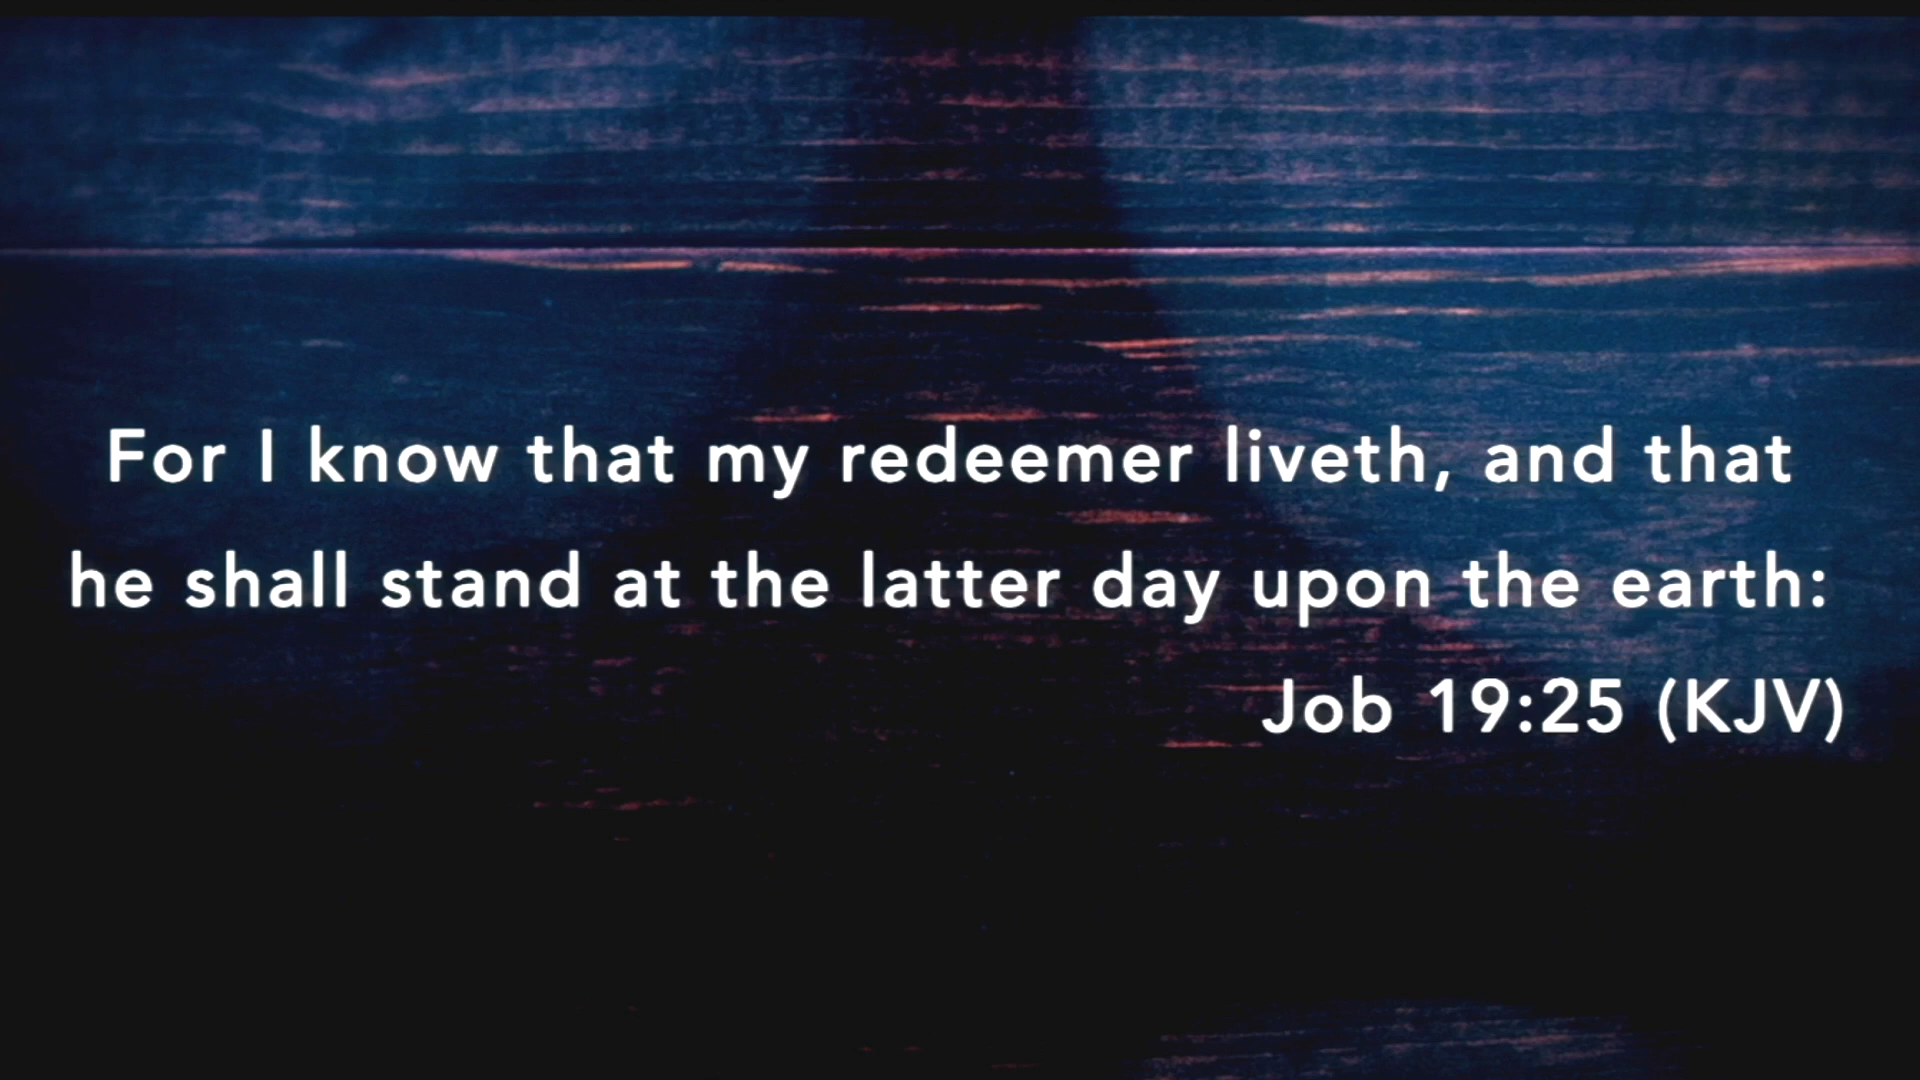 For I know that my redeemer liveth, and that
he shall stand at the latter day upon the earth:
Job 19:25 (KJV)